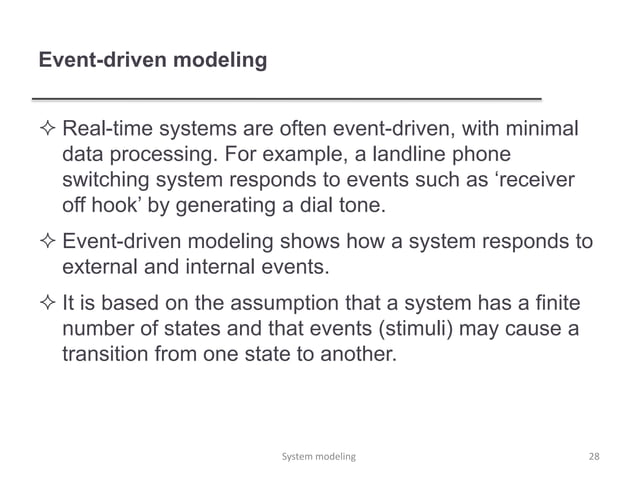 Event-driven modeling
✧ Real-time systems are often event-driven, with minimal
data processing. For example, a landline phone
switching system responds to events such as ‘receiver
off hook’ by generating a dial tone.
✧ Event-driven modeling shows how a system responds to
external and internal events.
✧ It is based on the assumption that a system has a finite
number of states and that events (stimuli) may cause a
transition from one state to another.
System modeling
28